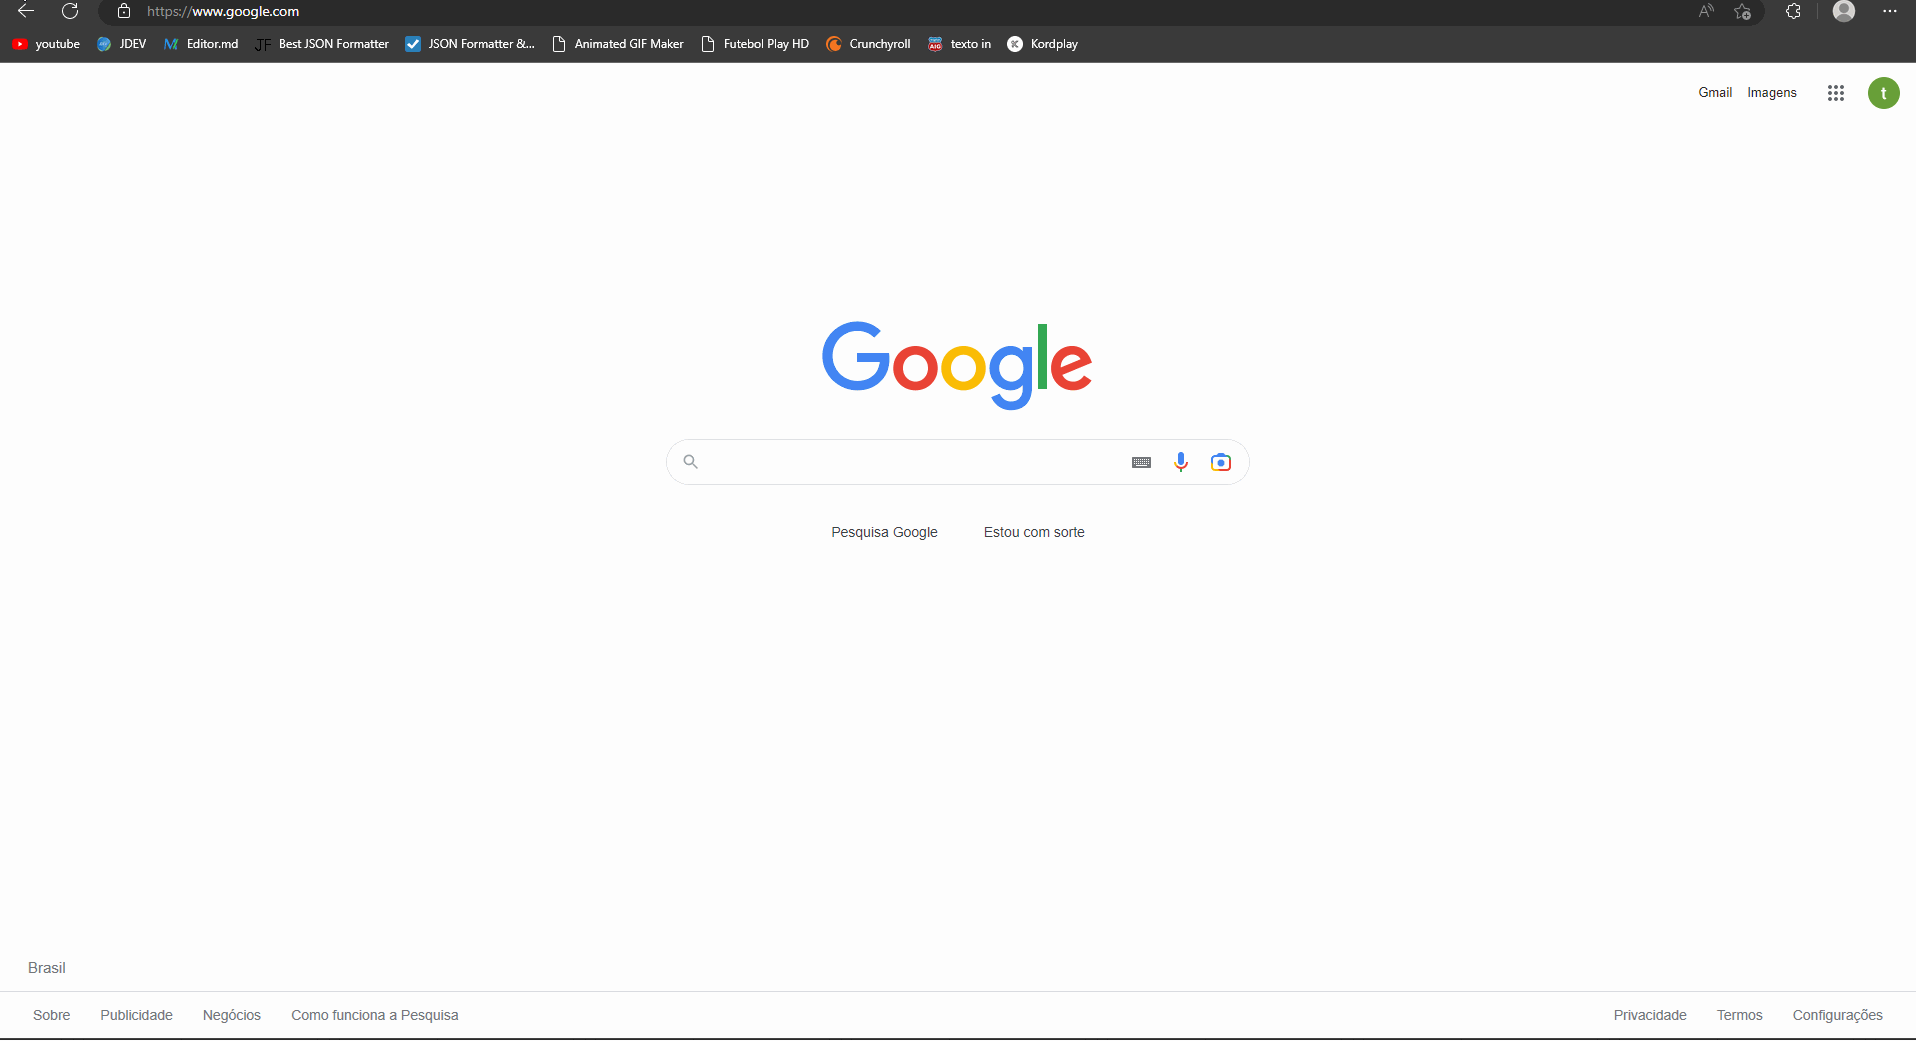 https://www.google.com
youtube JDEV Editor.md JF Best JSON Formatter JSON Formatter &... Animated GIF Maker Futebol Play HD Crunchyroll AIG texto in K Kordplay
Gmail Imagens t
Google
Pesquisa Google Estou com sorte
Brasil
Sobre Publicidade Negócios Como funciona a Pesquisa Privacidade Termos Configurações